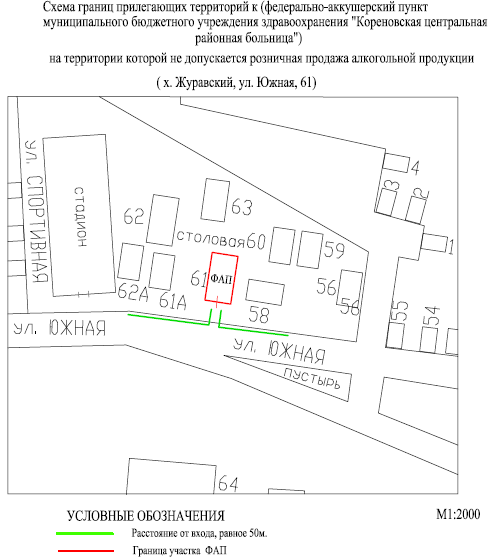 Схема границ прилегающих территорий к (федерально-аккушерский пункт
муниципального бюджетного учреждения здравоохранения "Кореновская центральная
районная больница")
на территории которой не допускается розничная продажа алкогольной продукции
( х. Журавский, ул. Южная, 61)
4
3
2
1
ул. СПОРТИВНАЯ
стадион
62
63
столовая
60
59
61
ФАП
62А
61А
58
56
56
55
54
ул. ЮЖНАЯ
ул. ЮЖНАЯ
ПУСТЫРЬ
64
УСЛОВНЫЕ ОБОЗНАЧЕНИЯ
М1:2000
Расстояние от входа, равное 50м.
Граница участка ФАП